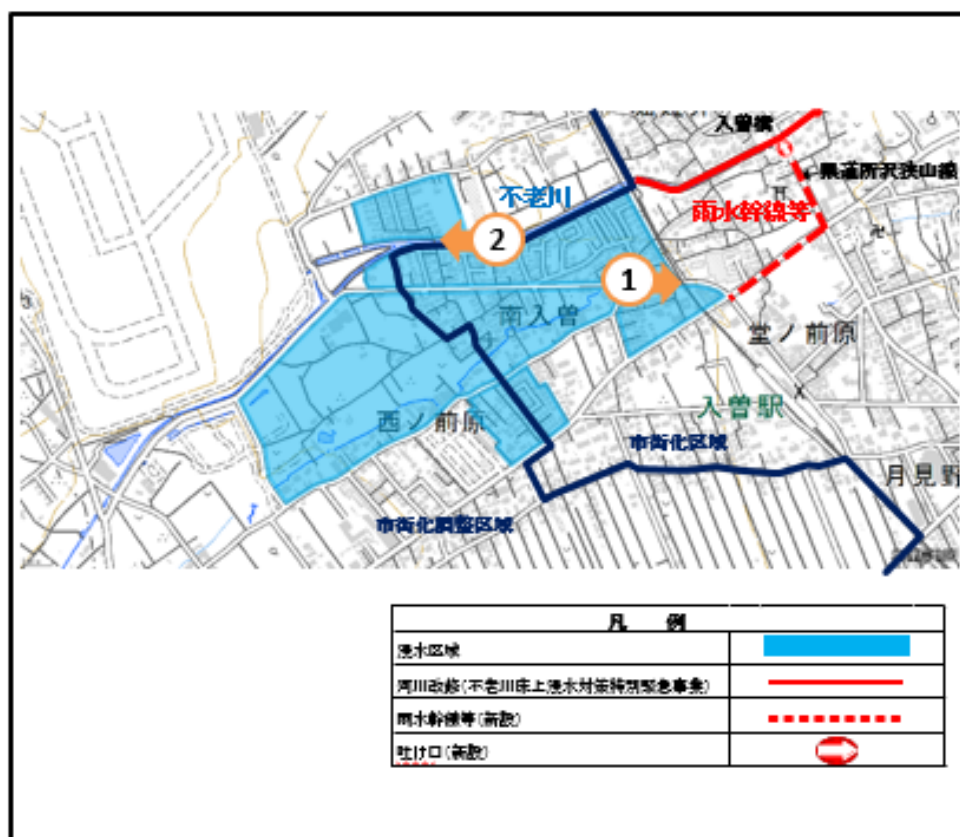 入曽橋
県道所沢狭山線
不老川
雨水幹線等
2
1
南入曽
堂ノ前原
入曽駅
西ノ前原
市街化区域
月見野
市街化調整区域
凡 例
浸水区域
河川改修(不老川床上浸水対策特別緊急事業)
雨水幹線等(新設)
吐け口(新設)